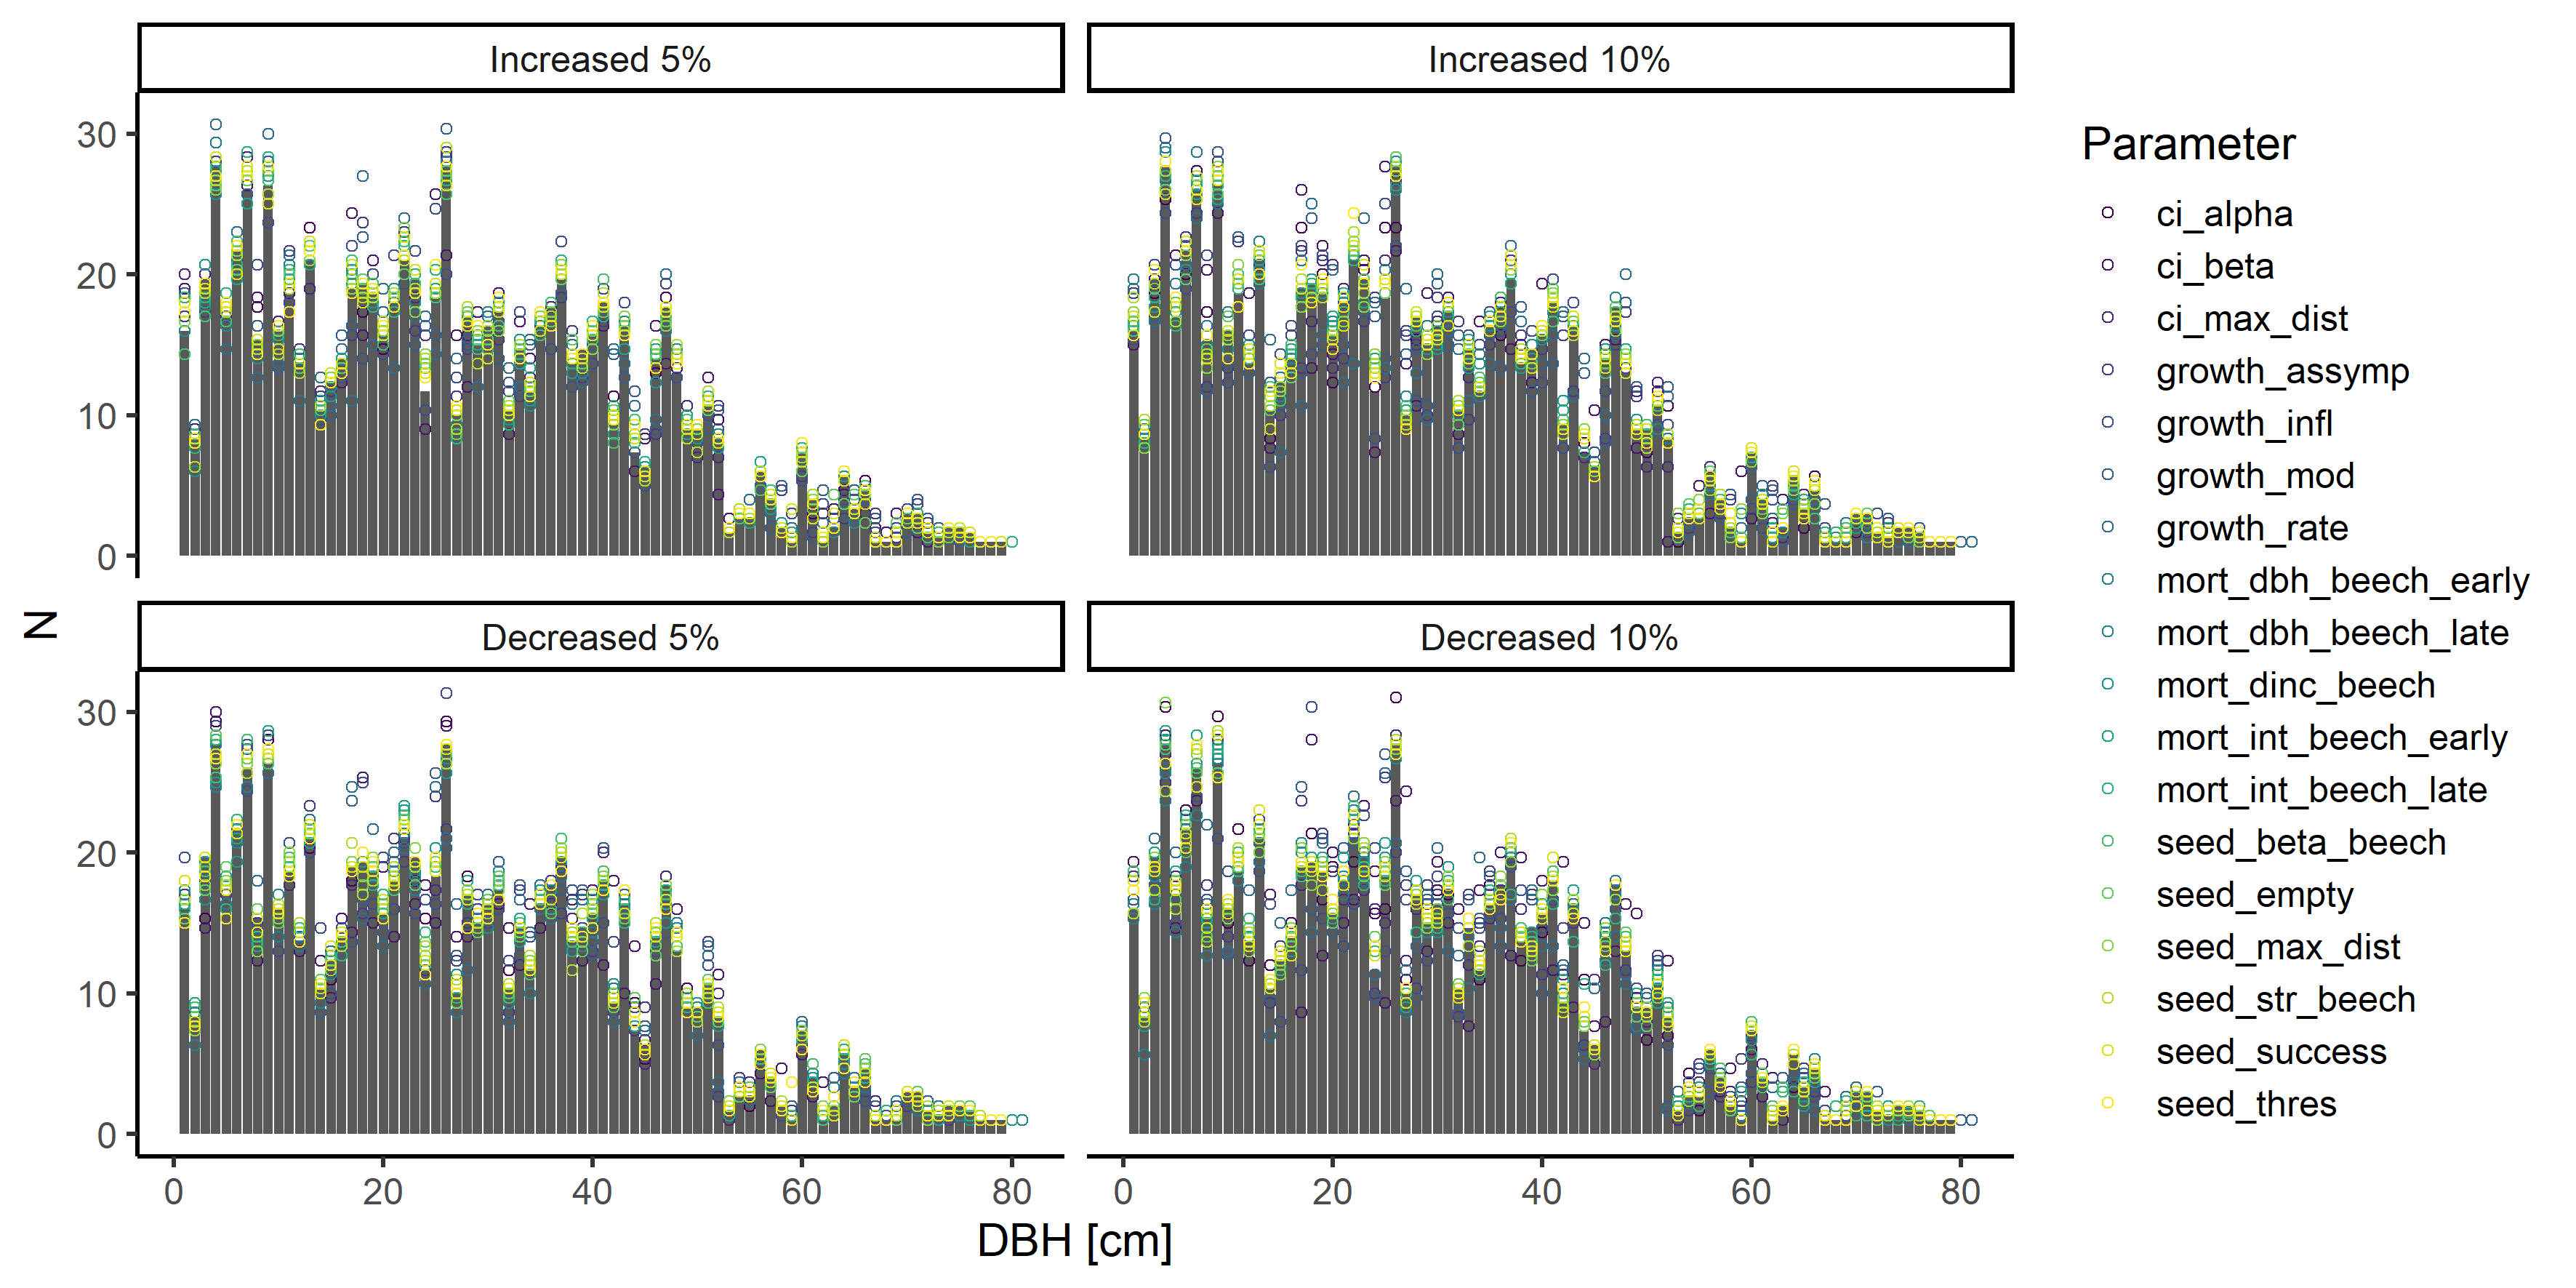 Increased 5%
Increased 10%
30
20
10
0
Decreased 5%
Decreased 10%
30
20
10
0
N
0
20
40
60
80
0
20
40
60
80
DBH [cm]
Parameter
ci_alpha
ci_beta
ci_max_dist
growth_assymp
growth_infl
growth_mod
growth_rate
mort_dbh_beech_early
mort_dbh_beech_late
mort_dinc_beech
mort_int_beech_early
mort_int_beech_late
seed_beta_beech
seed_empty
seed_max_dist
seed_str_beech
seed_success
seed_thres